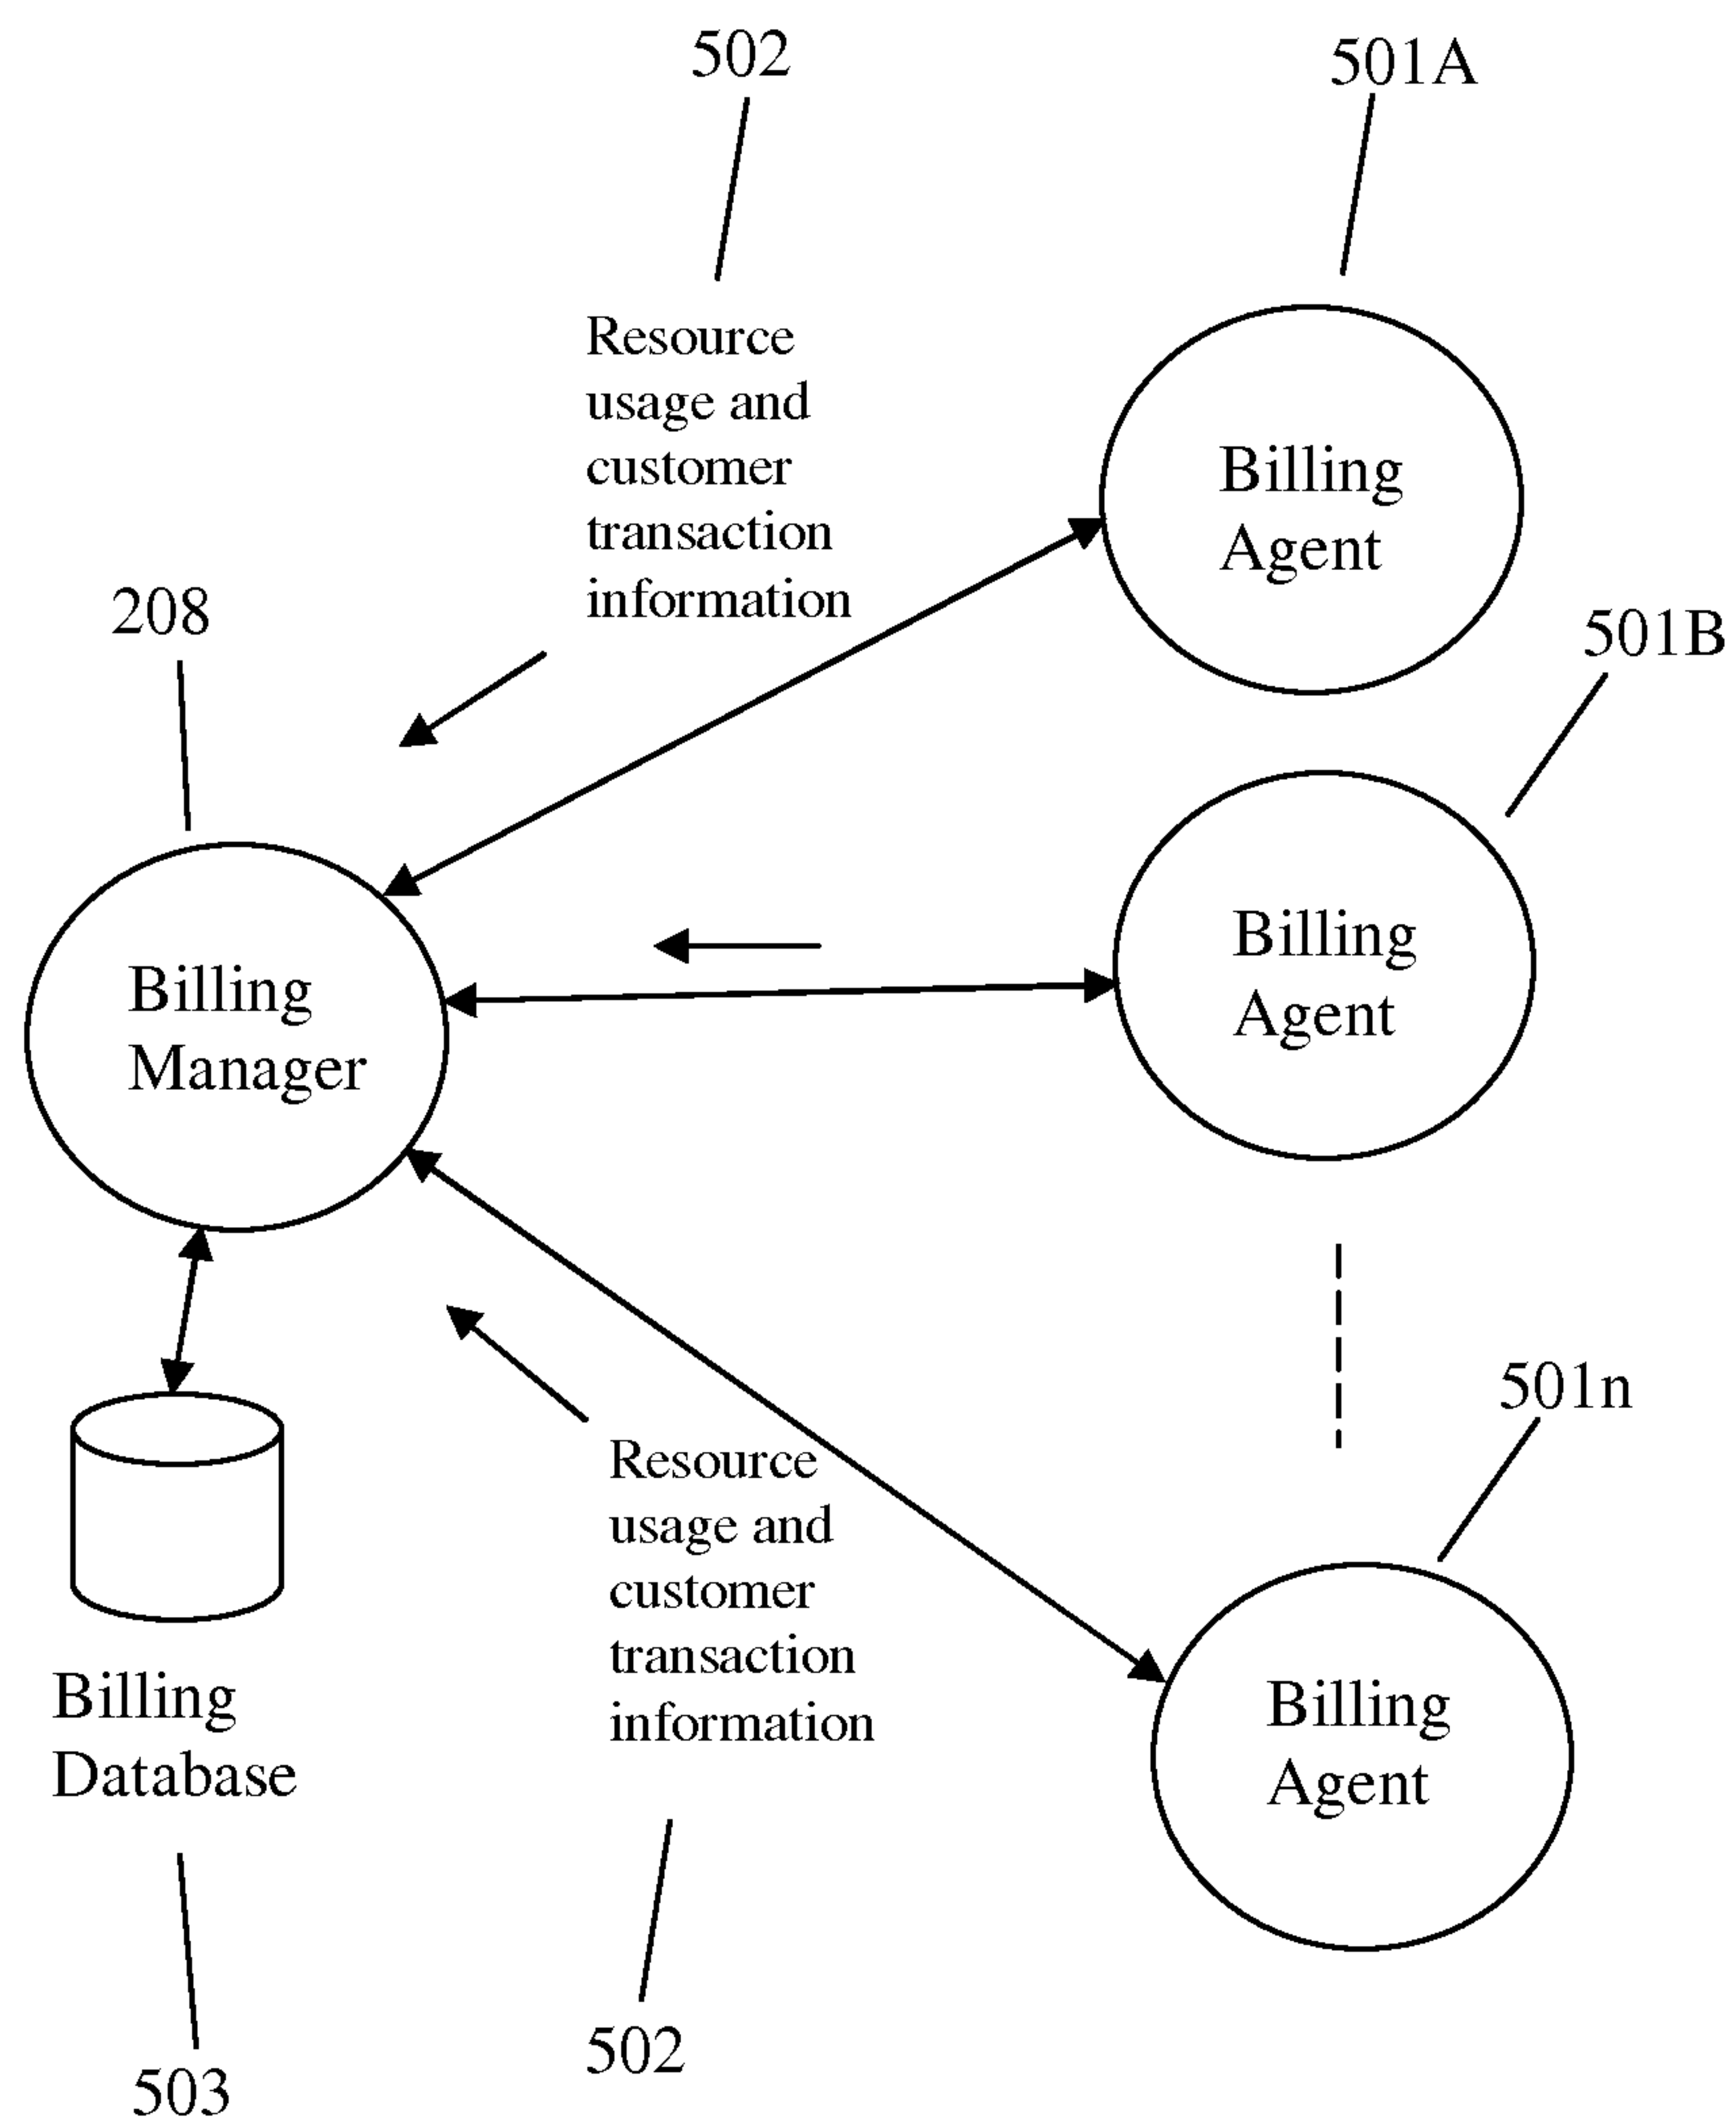 502
501A
Resource
usage and
customer
transaction
information
Billing
Agent
208
501B
Billing
Agent
Billing
Manager
501n
Resource
usage and
customer
transaction
information
Billing
Database
Billing
Agent
502
503